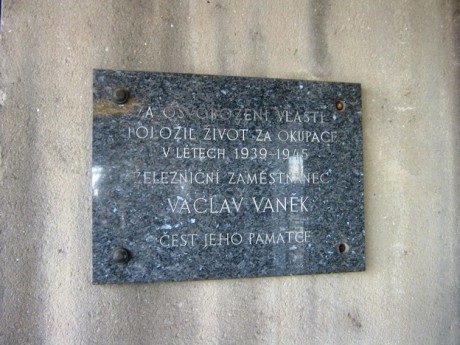 ZA OSVOBOZENÍ VLASTI
POLOŽIL ŽIVOT ZA OKUPACE
V LÉTECH 1939-1945
ŽELEZNIČNÍ ZAMĚSTNANEC
VÁCLAV VANĚK
ČEST JEHO PAMÁTCE